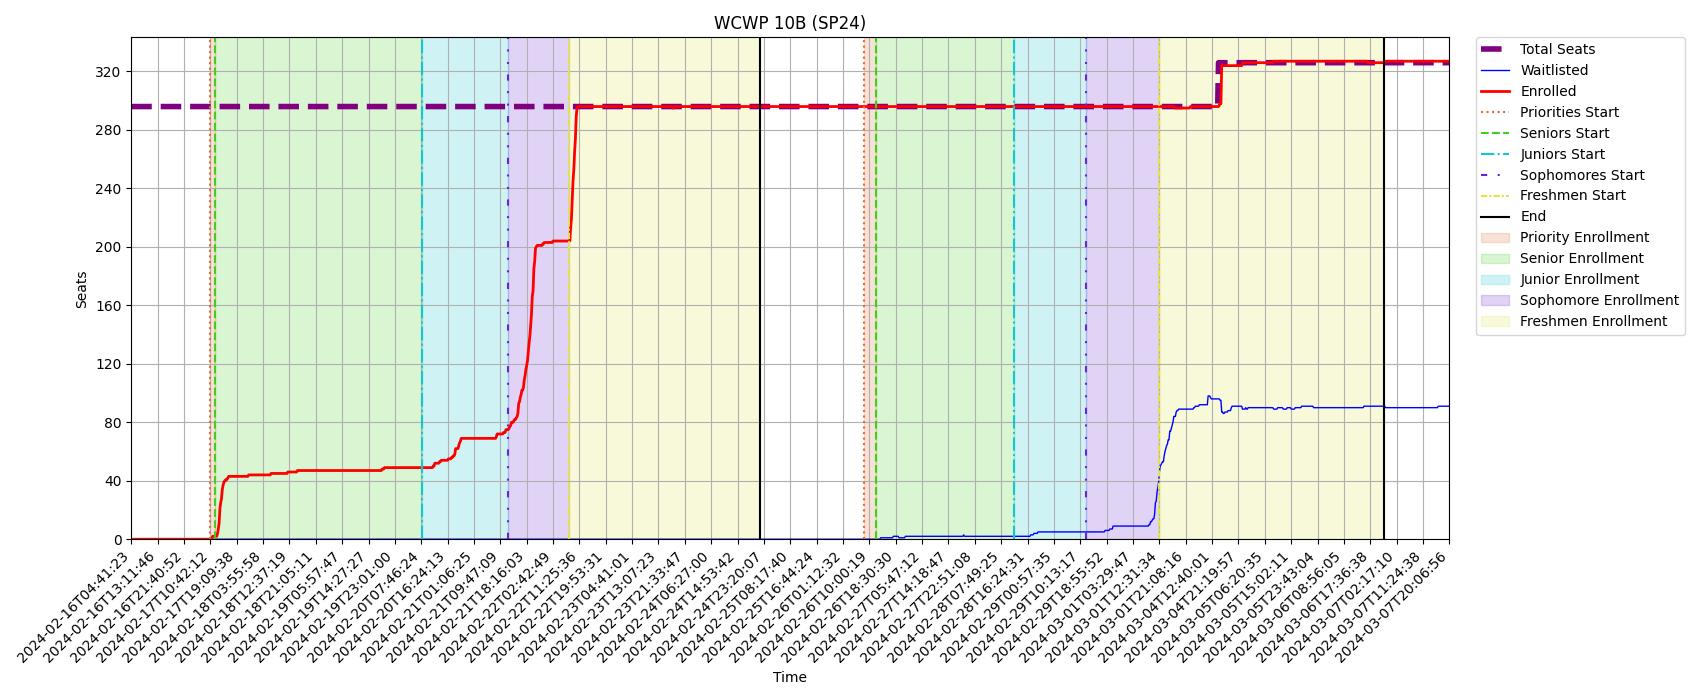 WCWP 10B (SP24)
Seats
320
280
240
200
160
120
80
40
0
2024-02-16T04:41:23
2024-02-16T13:11:46
2024-02-16T21:40:52
2024-02-17T10:42:12
2024-02-17T19:09:38
2024-02-18T03:55:58
2024-02-18T12:37:19
2024-02-18T21:05:11
2024-02-19T05:57:47
2024-02-19T14:27:27
2024-02-19T23:01:00
2024-02-20T07:46:24
2024-02-20T16:24:13
2024-02-21T01:06:25
2024-02-21T09:47:09
2024-02-21T18:16:03
2024-02-22T02:42:49
2024-02-22T11:25:36
2024-02-22T19:53:31
2024-02-23T04:41:01
2024-02-23T13:07:23
2024-02-23T21:33:47
2024-02-24T06:27:00
2024-02-24T14:53:42
2024-02-24T23:20:07
2024-02-25T08:17:40
2024-02-25T16:44:24
2024-02-26T01:12:32
2024-02-26T10:00:19
2024-02-26T18:30:30
2024-02-27T05:47:12
2024-02-27T14:18:47
2024-02-27T22:51:08
2024-02-28T07:49:25
2024-02-28T16:24:31
2024-02-29T00:57:35
2024-02-29T10:13:17
2024-02-29T18:55:52
2024-03-01T03:29:47
2024-03-01T12:31:34
2024-03-01T21:08:16
2024-03-04T12:40:01
2024-03-04T21:19:57
2024-03-05T06:20:35
2024-03-05T15:02:11
2024-03-05T23:43:04
2024-03-06T08:56:05
2024-03-06T17:36:38
2024-03-07T02:17:10
2024-03-07T11:24:38
2024-03-07T20:06:56
Time
Total Seats
Waitlisted
Enrolled
Priorities Start
Seniors Start
Juniors Start
Sophomores Start
Freshmen Start
End
Priority Enrollment
Senior Enrollment
Junior Enrollment
Sophomore Enrollment
Freshmen Enrollment